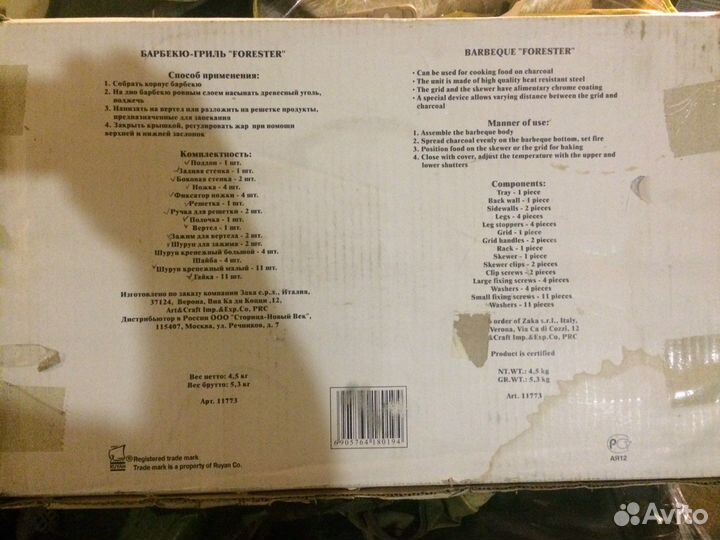 БАРБЕКЮ-ГРИЛЬ "FORESTER"
Способ применения:
1. Собрать корпус барбекю
2. На дно барбекю ровным слоем насыпать древесный уголь,
поджечь
3. Нанизать на вертел или разложить на решетке продукты,
предназначенные для запекания
4. Закрыть крышкой, регулировать жар при помощи
верхней и нижней заслонок
Комплектность:
Поддон - 1 шт.
Задняя стенка - 1 шт.
Боковая стенка - 2 шт.
Ножка - 4 шт.
Фиксатор ножки - 4 шт.
Решетка - 1 шт.
Ручка для решетки - 2 шт.
Полочка - 1 шт.
Вертел - 1 шт.
Зажим для вертела - 2 шт.
Шуруп для зажима - 2 шт.
Шуруп крепежный большой - 4 шт.
Шайба - 4 шт.
Шуруп крепежный малый - 11 шт.
Гайка - 11 шт.
Изготовлено по заказу компании Зака с.р.л., Италия,
37124, Верона, Виа Ка ди Коцци ,12,
Art&Craft Imp.&Exp.Co, PRC
Дистрибьютор в России ООО "Сторица-Новый Век",
115407, Москва, ул. Речников, д. 7
Вес нетто: 4,5 кг
Вес брутто: 5,3 кг
Арт. 11773
6905764180194
RUYAN
® Registered trade mark
Trade mark is a property of Ruyan Co.
BARBEQUE "FORESTER"
• Can be used for cooking food on charcoal
• The unit is made of high quality heat resistant steel
• The grid and the skewer have alimentary chrome coating
• A special device allows varying distance between the grid and
charcoal
Manner of use:
1. Assemble the barbeque body
2. Spread charcoal evenly on the barbeque bottom, set fire
3. Position food on the skewer or the grid for baking
4. Close with cover, adjust the temperature with the upper and
lower shutters
Components:
Tray - 1 piece
Back wall - 1 piece
Sidewalls - 2 pieces
Legs - 4 pieces
Leg stoppers - 4 pieces
Grid - 1 piece
Grid handles - 2 pieces
Rack - 1 piece
Skewer - 1 piece
Skewer clips - 2 pieces
Clip screws - 2 pieces
Large fixing screws - 4 pieces
Washers - 4 pieces
Small fixing screws - 11 pieces
Washers - 11 pieces
order of Zaka s.r.l., Italy,
Verona, Via Ca di Cozzi, 12
&Craft Imp.&Exp.Co, PRC
Product is certified
NT.WT.: 4,5 kg
GR.WT.: 5,3 kg
Art. 11773
РСТ
АЯ12
Avito